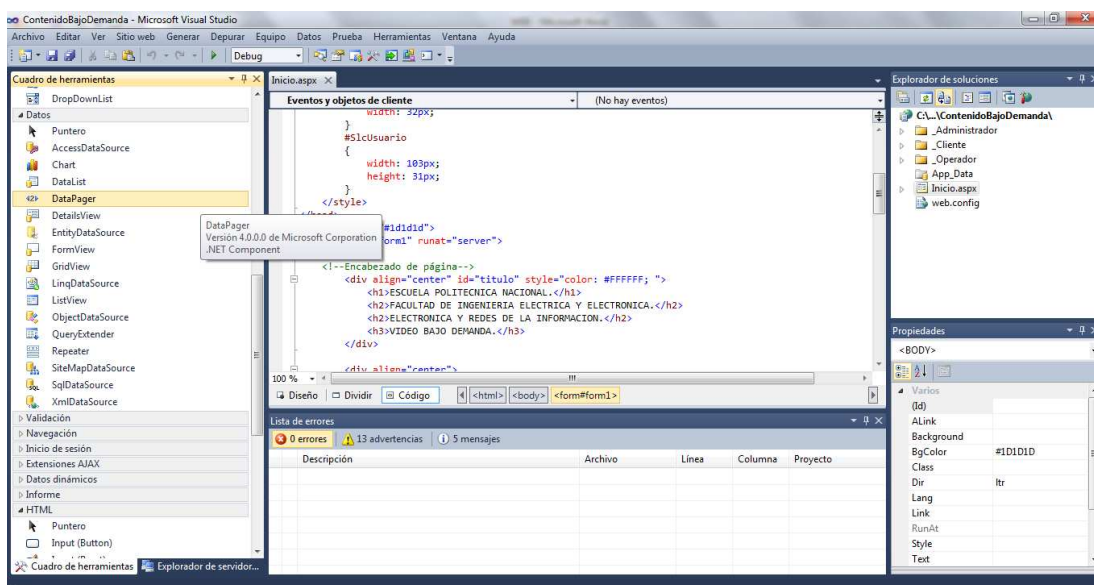 ContenidoBajoDemanda - Microsoft Visual Studio
Archivo Editar Ver Sitio web Generar Depurar Equipo Datos Prueba Herramientas Ventana Ayuda
Debug
Cuadro de herramientas
DropDownList
Datos
Puntero
AccessDataSource
Chart
DataList
DataPager
DetailsView
EntityDataSource
FormView
GridView
LinqDataSource
ListView
ObjectDataSource
QueryExtender
Repeater
SiteMapDataSource
SqlDataSource
XmlDataSource
Validación
Navegación
Inicio de sesión
Extensiones AJAX
Datos dinámicos
Informe
HTML
Puntero
Input (Button)
Cuadro de herramientas Explorador de servidor...
DataPager
Versión 4.0.0.0 de Microsoft Corporation
.NET Component
Inicio.aspx
Eventos y objetos de cliente (No hay eventos)
width: 32px;
}
#SlcUsuario
{
width: 103px;
height: 31px;
}
</style>
#1d1d1d">
form1" runat="server">
<!--Encabezado de página-->
<div align="center" id="titulo" style="color: #FFFFFF; ">
<h1>ESCUELA POLITECNICA NACIONAL.</h1>
<h2>FACULTAD DE INGENIERIA ELECTRICA Y ELECTRONICA.</h2>
<h2>ELECTRONICA Y REDES DE LA INFORMACION.</h2>
<h3>VIDEO BAJO DEMANDA.</h3>
</div>
<div align="center">
100 %
Diseño Dividir Código <html> <body> <form#form1>
Lista de errores
0 errores 13 advertencias 5 mensajes
Descripción Archivo Línea Columna Proyecto
Explorador de soluciones
C:\...\ContenidoBajoDemanda\
_Administrador
_Cliente
_Operador
App_Data
Inicio.aspx
web.config
Propiedades
<BODY>
Varios
(Id)
ALink
Background
BgColor #1D1D1D
Class
Dir ltr
Lang
Link
RunAt
Style
Text